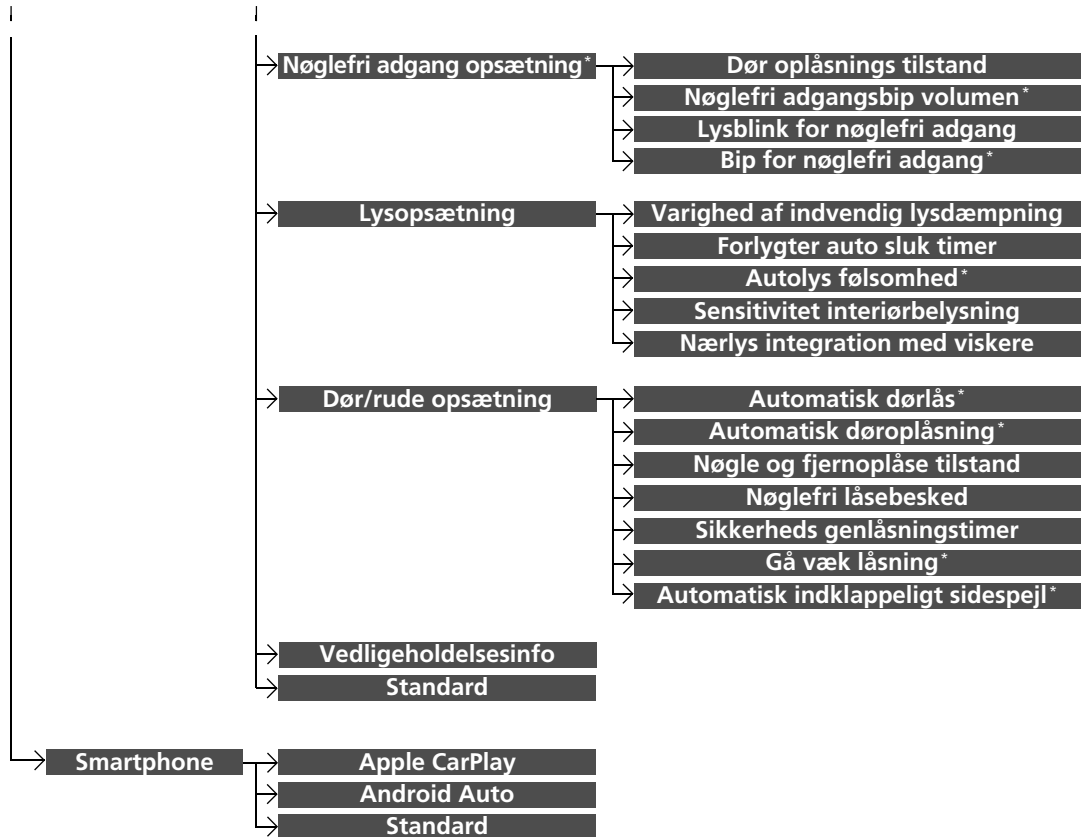 Nøglefri adgang opsætning*
Dør oplåsnings tilstand
Nøglefri adgangsbip volumen*
Lysblink for nøglefri adgang
Bip for nøglefri adgang*
Lysopsætning
Varighed af indvendig lysdæmpning
Forlygter auto sluk timer
Autolys følsomhed*
Sensitivitet interiørbelysning
Nærlys integration med viskere
Dør/rude opsætning
Automatisk dørlås*
Automatisk døroplåsning*
Nøgle og fjernoplåse tilstand
Nøglefri låsebesked
Sikkerheds genlåsningstimer
Gå væk låsning*
Automatisk indklappeligt sidespejl*
Vedligeholdelsesinfo
Standard
Smartphone
Apple CarPlay
Android Auto
Standard